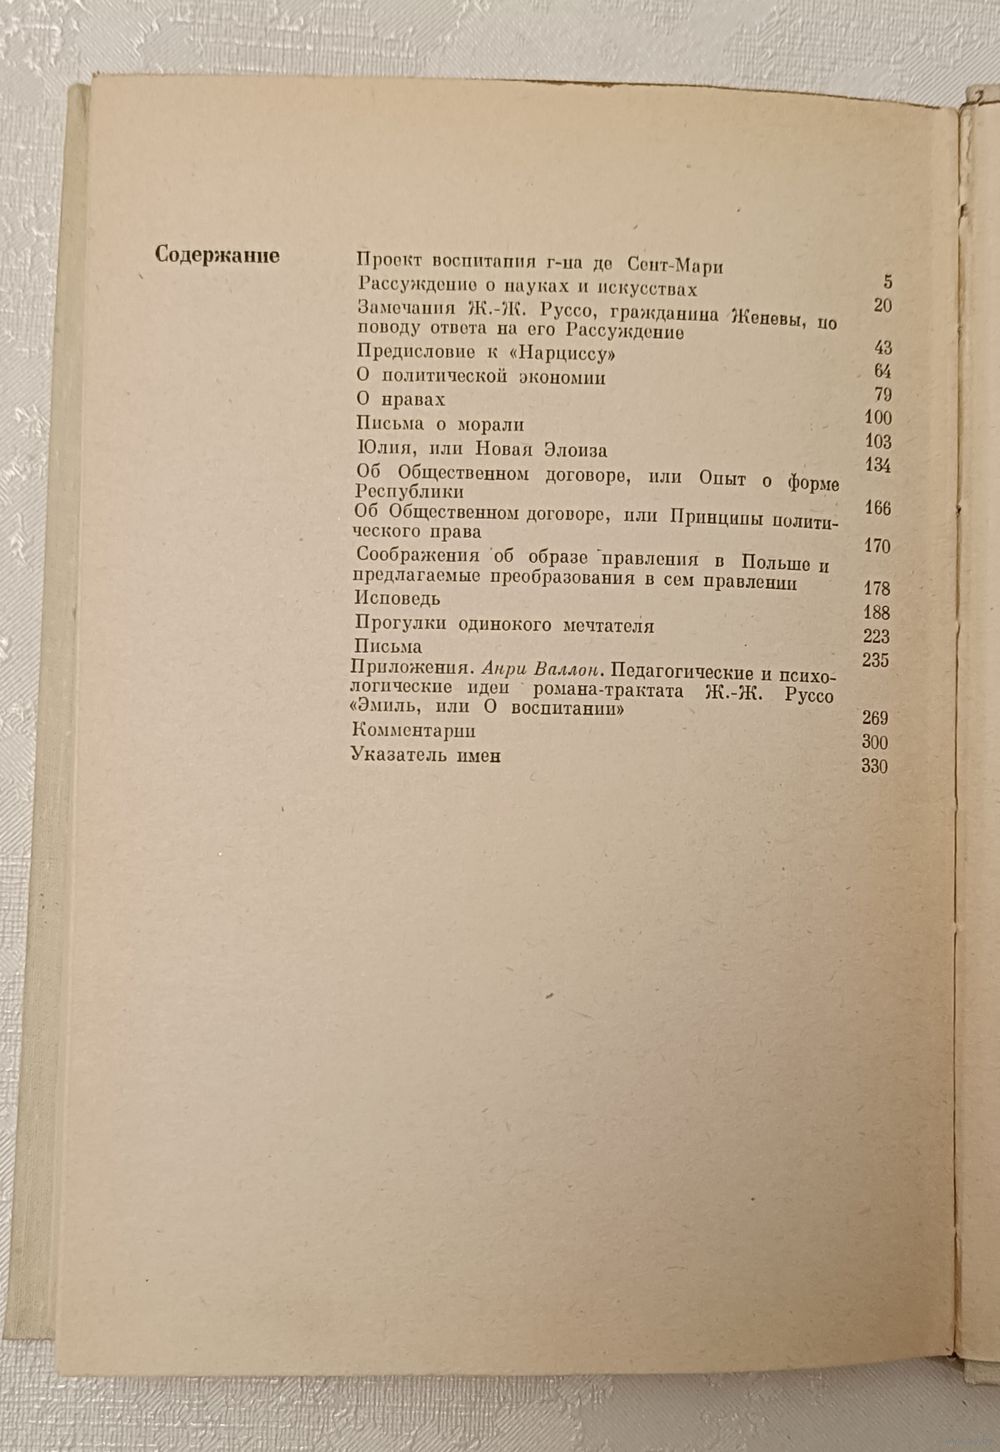 Содержание
Проект воспитания г-на де Сент-Мари 5
Рассуждение о науках и искусствах 20
Замечания Ж.-Ж. Руссо, гражданина Женевы, по
поводу ответа на его Рассуждение 43
Предисловие к «Нарциссу» 64
О политической экономии 79
О нравах 100
Письма о морали 103
Юлия, или Новая Элоиза 134
Об Общественном договоре, или Опыт о форме
Республики 166
Об Общественном договоре, или Принципы полити-
ческого права 170
Соображения об образе правления в Польше и
предлагаемые преобразования в сем правлении 178
Исповедь 188
Прогулки одинокого мечтателя 223
Письма 235
Приложения. Анри Валлон. Педагогические и психо-
логические идеи романа-трактата Ж.-Ж. Руссо
«Эмиль, или О воспитании» 269
Комментарии 300
Указатель имен 330